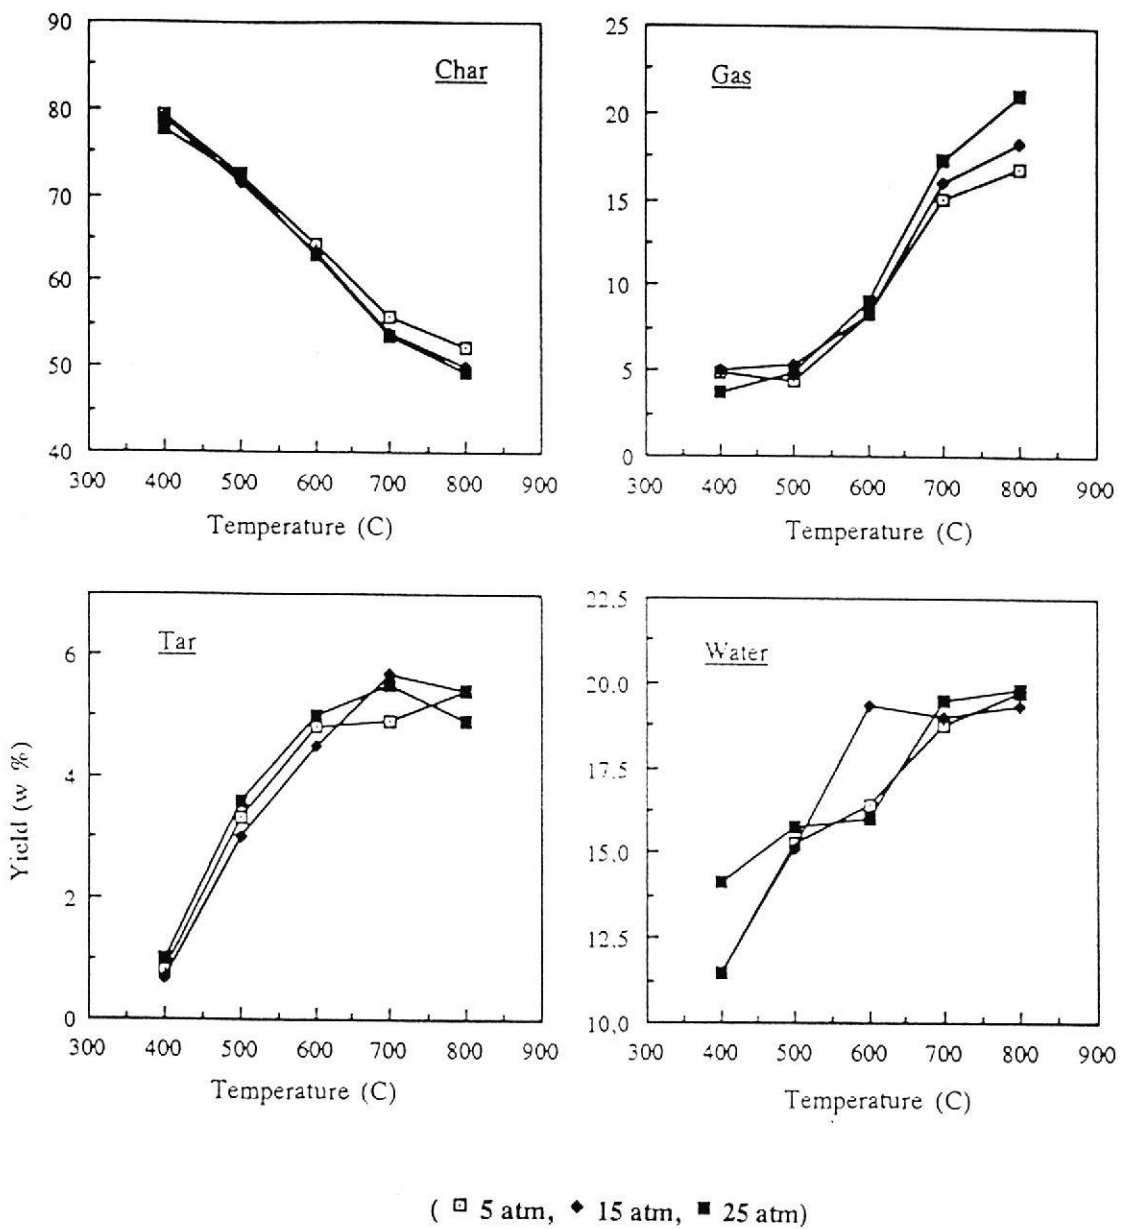 90
80
70
60
50
40
Char
300 400 500 600 700 800 900
Temperature (C)
25
20
15
10
5
0
Gas
300 400 500 600 700 800 900
Temperature (C)
Yield (w %)
6
4
2
0
Tar
300 400 500 600 700 800 900
Temperature (C)
22.5
20.0
17.5
15.0
12.5
10.0
Water
300 400 500 600 700 800 900
Temperature (C)
( 5 atm, 15 atm, 25 atm)